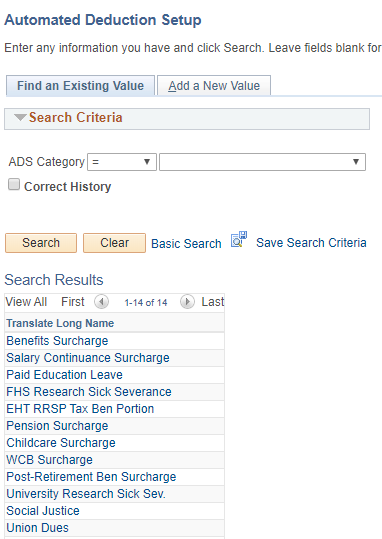 Automated Deduction Setup
Enter any information you have and click Search. Leave fields blank for
Find an Existing Value Add a New Value
Search Criteria
ADS Category =
Correct History
Search Clear Basic Search Save Search Criteria
Search Results
View All First 1-14 of 14 Last
Translate Long Name
Benefits Surcharge
Salary Continuance Surcharge
Paid Education Leave
FHS Research Sick Severance
EHT RRSP Tax Ben Portion
Pension Surcharge
Childcare Surcharge
WCB Surcharge
Post-Retirement Ben Surcharge
University Research Sick Sev.
Social Justice
Union Dues